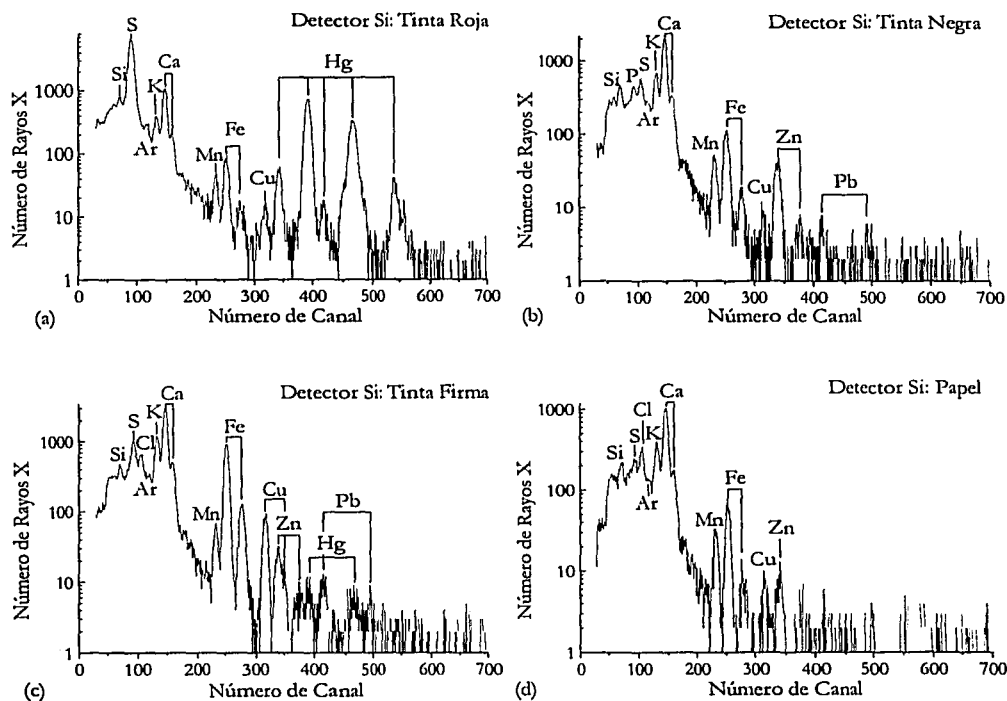 Detector Si: Tinta Roja
S
Si
K
Ca
Ar
Mn
Fe
Cu
Hg
1000
100
10
1
0 100 200 300 400 500 600 700
Número de Rayos X
Número de Canal
(a)
Detector Si: Tinta Negra
Si
P
S
K
Ca
Ar
Mn
Fe
Cu
Zn
Pb
1000
100
10
1
0 100 200 300 400 500 600 700
Número de Rayos X
Número de Canal
(b)
Detector Si: Tinta Firma
Si
S
Cl
K
Ca
Ar
Mn
Fe
Cu
Zn
Hg
Pb
1000
100
10
1
0 100 200 300 400 500 600 700
Número de Rayos X
Número de Canal
(c)
Detector Si: Papel
Si
S
Cl
K
Ca
Ar
Mn
Fe
Cu
Zn
1000
100
10
1
0 100 200 300 400 500 600 700
Número de Rayos X
Número de Canal
(d)